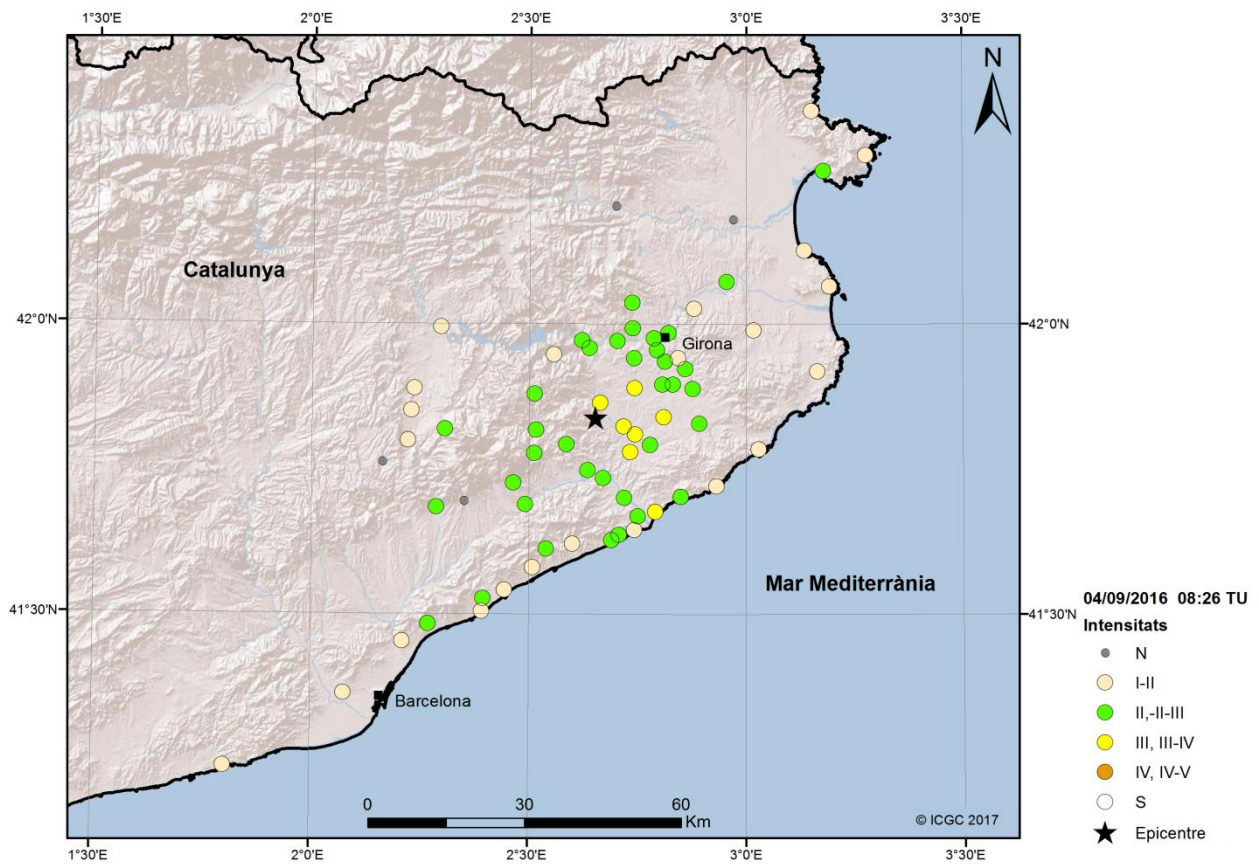 1°30'E 2°0'E 2°30'E 3°0'E 3°30'E
N
Catalunya
42°0'N 42°0'N
Girona
Mar Mediterrània
41°30'N 41°30'N
Barcelona
0 30 60
Km
© ICGC 2017
1°30'E 2°0'E 2°30'E 3°0'E 3°30'E
04/09/2016 08:26 TU
Intensitats
N
I-II
II,-II-III
III, III-IV
IV, IV-V
S
Epicentre